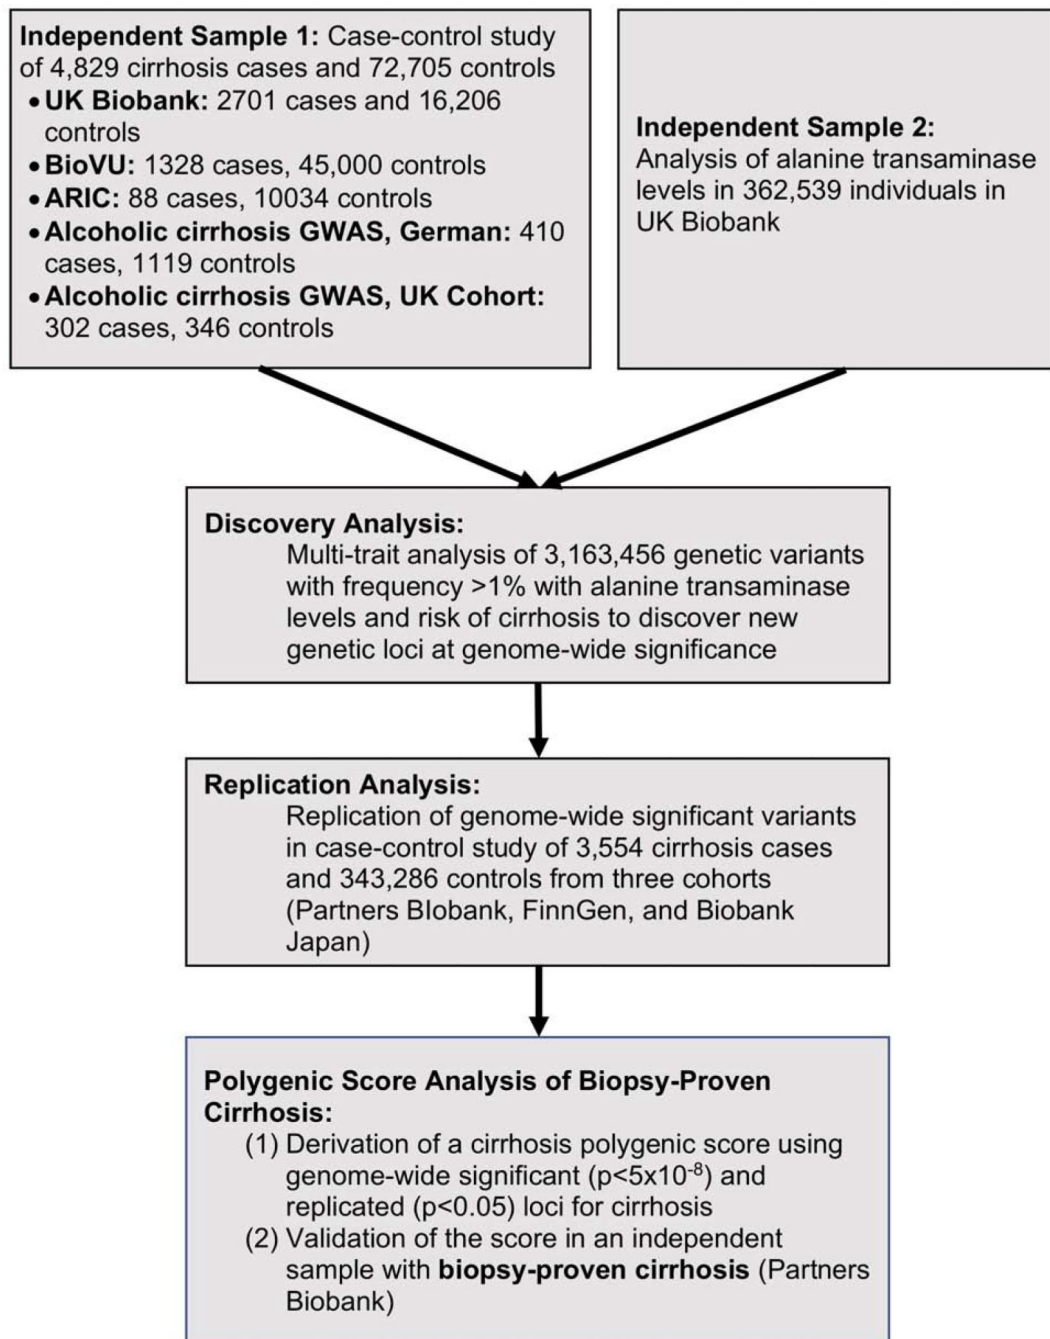 Independent Sample 1: Case-control study
of 4,829 cirrhosis cases and 72,705 controls
• UK Biobank: 2701 cases and 16,206
controls
• BioVU: 1328 cases, 45,000 controls
• ARIC: 88 cases, 10034 controls
• Alcoholic cirrhosis GWAS, German: 410
cases, 1119 controls
• Alcoholic cirrhosis GWAS, UK Cohort:
302 cases, 346 controls
Independent Sample 2:
Analysis of alanine transaminase
levels in 362,539 individuals in
UK Biobank
Discovery Analysis:
Multi-trait analysis of 3,163,456 genetic variants
with frequency >1% with alanine transaminase
levels and risk of cirrhosis to discover new
genetic loci at genome-wide significance
Replication Analysis:
Replication of genome-wide significant variants
in case-control study of 3,554 cirrhosis cases
and 343,286 controls from three cohorts
(Partners BIobank, FinnGen, and Biobank
Japan)
Polygenic Score Analysis of Biopsy-Proven
Cirrhosis:
(1) Derivation of a cirrhosis polygenic score using
genome-wide significant (p<5x10⁻⁸) and
replicated (p<0.05) loci for cirrhosis
(2) Validation of the score in an independent
sample with biopsy-proven cirrhosis (Partners
Biobank)